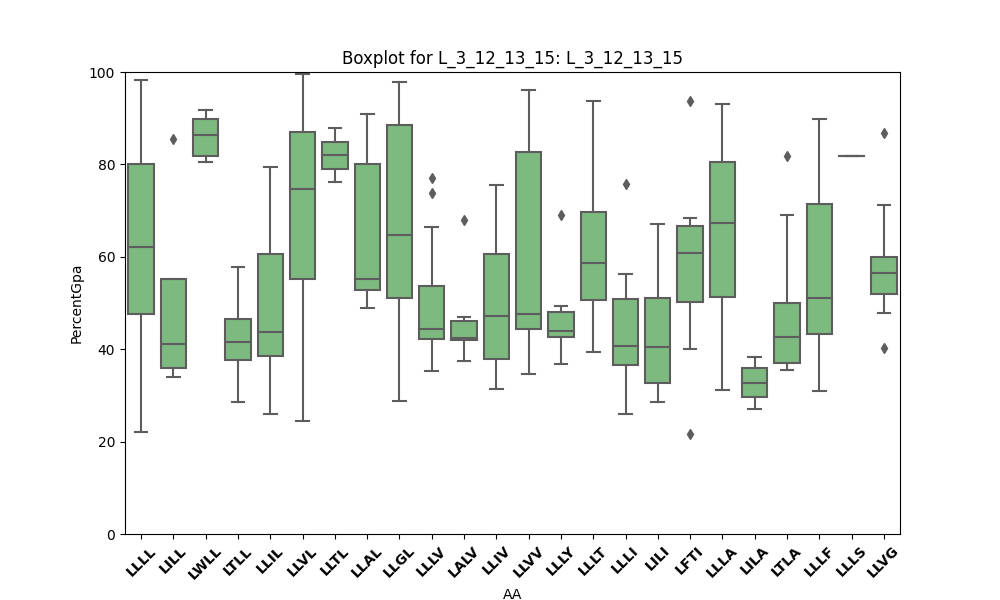 Boxplot for L_3_12_13_15: L_3_12_13_15
100
80
60
40
20
0
PercentGpa
LLLL LILL LWLL LTLL LLIL LLVL LLTL LLAL LLGL LLLV LALV LLIV LLVV LLLY LLLT LLLI LILI LFTI LLLA LILA LTLA LLLF LLLS LLVG
AA